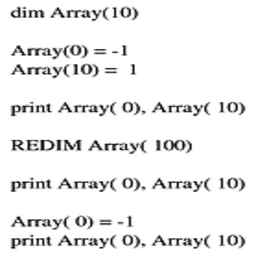 dim Array(10)
Array(0) = -1
Array(10) = 1
print Array( 0), Array( 10)
REDIM Array( 100)
print Array( 0), Array( 10)
Array( 0) = -1
print Array( 0), Array( 10)